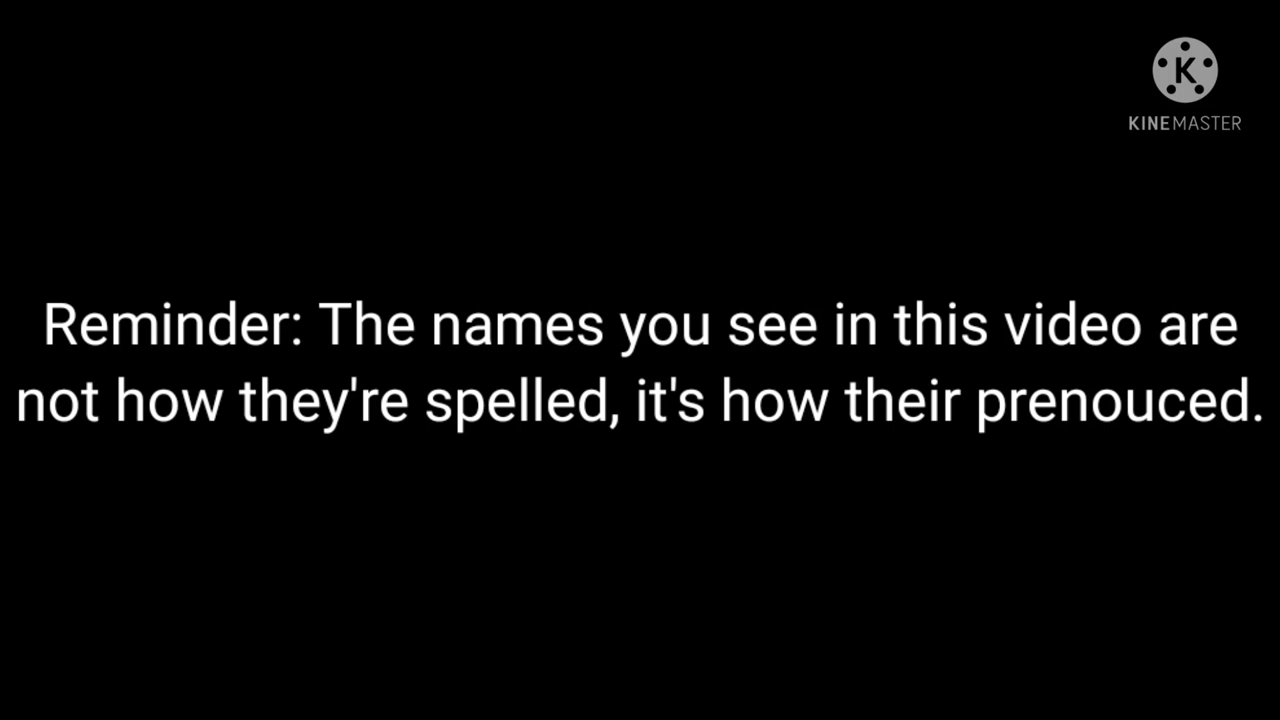 K
KINEMASTER
Reminder: The names you see in this video are
not how they're spelled, it's how their prenouced.